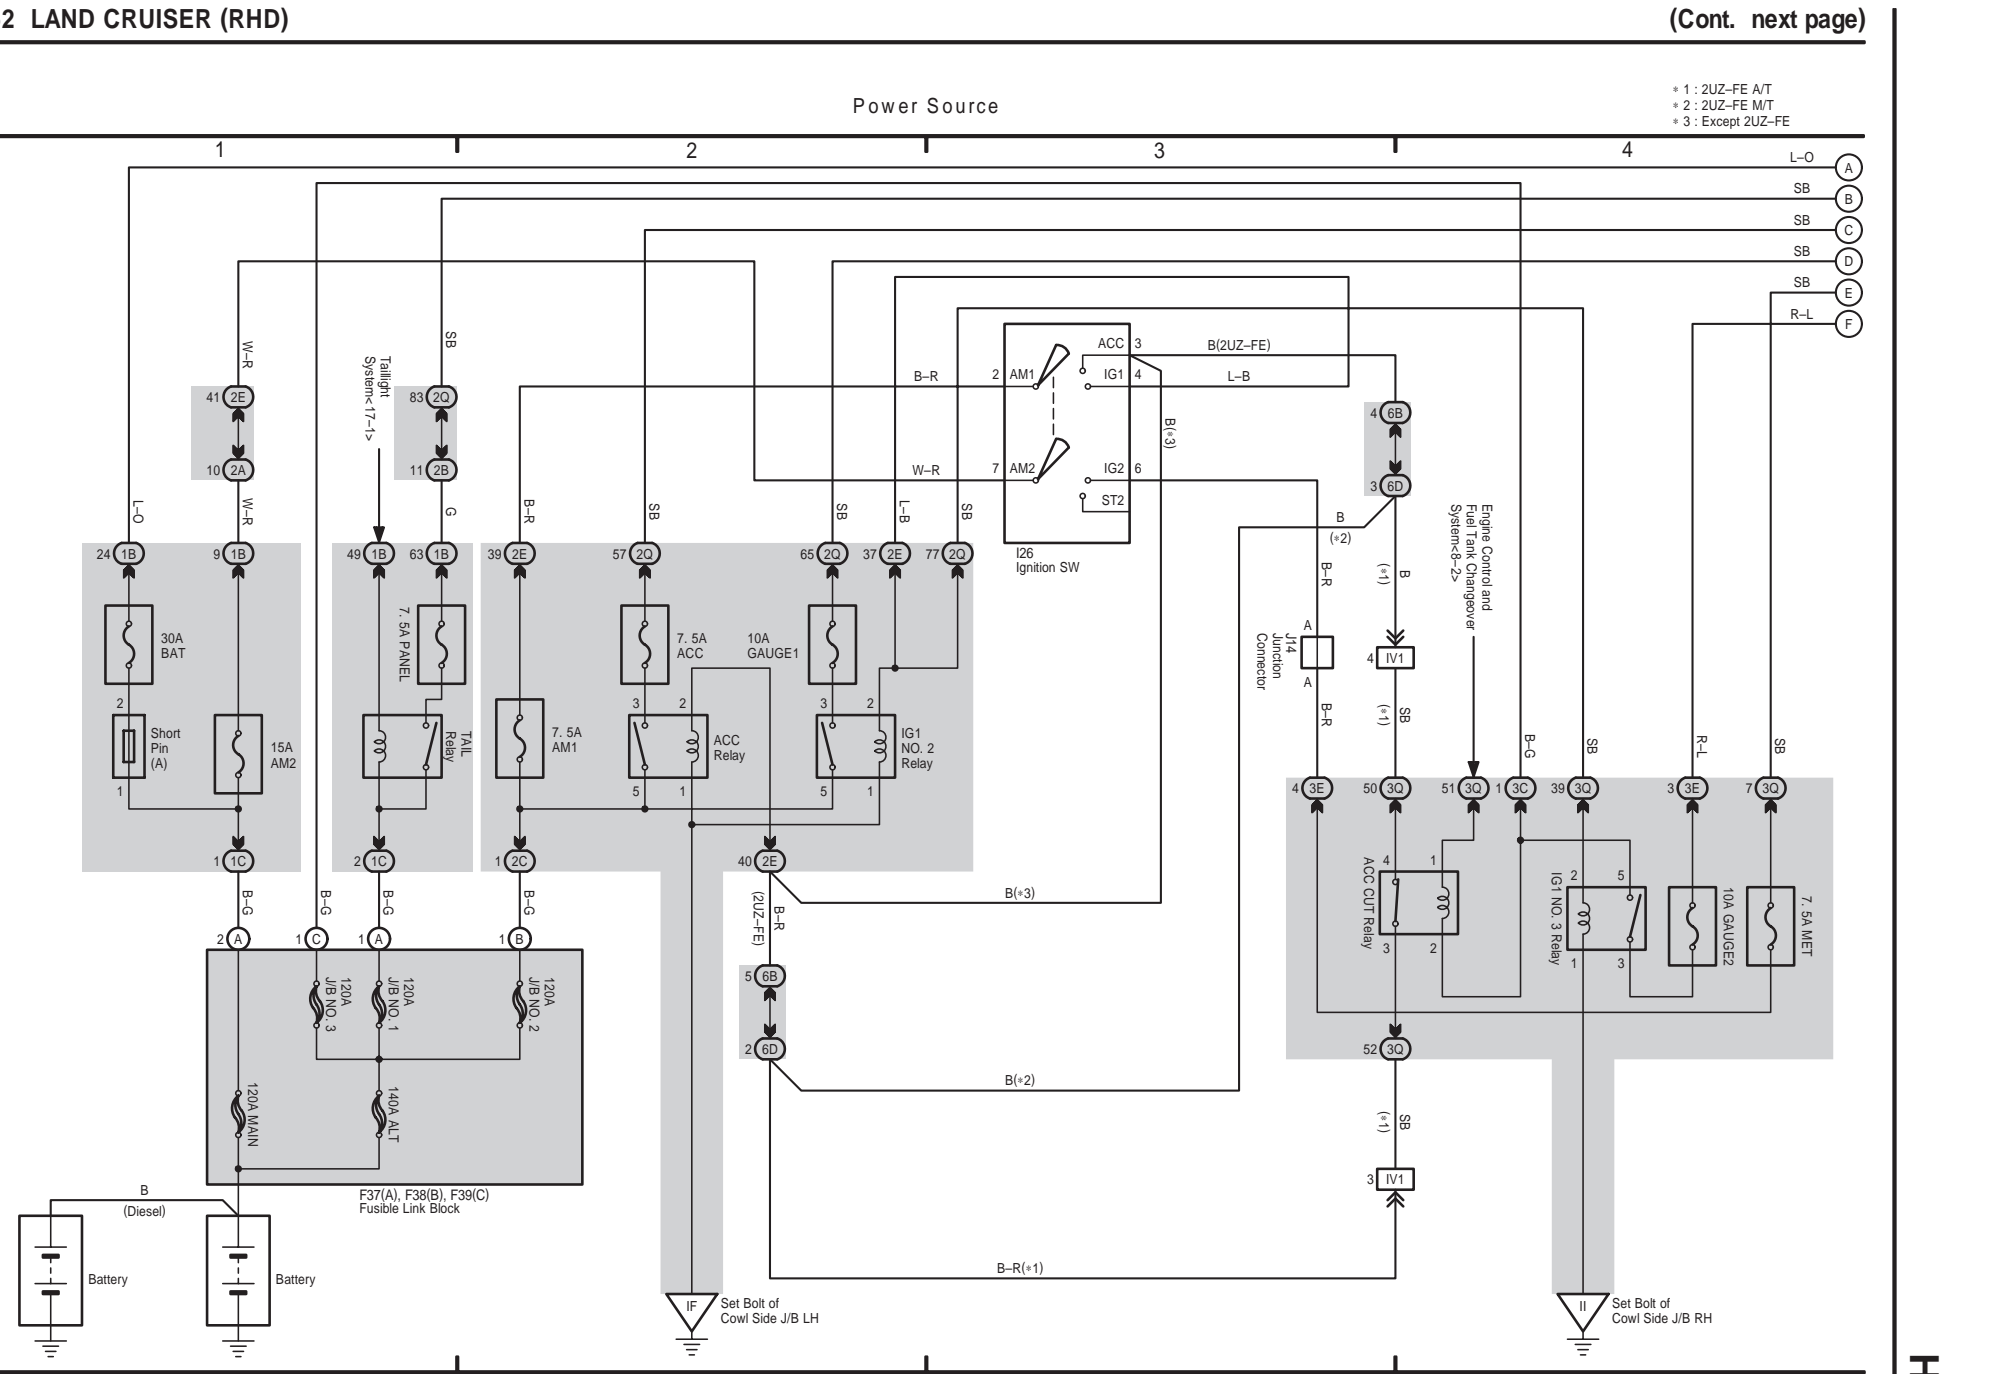 2 LAND CRUISER (RHD)
(Cont. next page)
Power Source
* 1 : 2UZ–FE A/T
* 2 : 2UZ–FE M/T
* 3 : Except 2UZ–FE
1
2
3
4
L–O
A
SB
B
SB
C
SB
D
SB
E
R–L
F
W–R
SB
Taillight
System<17–1>
41 2E
83 2Q
10 2A
11 2B
L–O
W–R
G
B–R
SB
SB
L–B
SB
B–R
W–R
2 AM1
7 AM2
ACC 3
IG1 4
IG2 6
ST2
I26
Ignition SW
B(2UZ–FE)
L–B
B(*3)
4 6B
3 6D
B
(*2)
B–R
B
(*1)
Engine Control and
Fuel Tank Changeover
System<8–2>
24 1B
9 1B
49 1B
63 1B
39 2E
57 2Q
65 2Q
37 2E
77 2Q
30A
BAT
7. 5A PANEL
7. 5A
ACC
10A
GAUGE1
A
J14
Junction
Connector
A
4 IV1
2
Short
Pin
(A)
1
15A
AM2
TAIL
Relay
7. 5A
AM1
3
2
ACC
Relay
5
1
3
2
IG1
NO. 2
Relay
5
1
B–R
SB
(*1)
B–G
SB
R–L
SB
4 3E
50 3Q
51 3Q
1 3C
39 3Q
3 3E
7 3Q
1 1C
2 1C
1 2C
40 2E
4
1
ACC CUT Relay
3
2
2
5
IG1 NO. 3 Relay
1
3
10A GAUGE2
7. 5A MET
B–G
B–G
B–G
B–G
B–R
(2UZ–FE)
B(*3)
2 A
1 C
1 A
1 B
5 6B
2 6D
120A
J/B NO. 3
120A
J/B NO. 1
120A
J/B NO. 2
52 3Q
B(*2)
120A MAIN
140A ALT
SB
(*1)
3 IV1
F37(A), F38(B), F39(C)
Fusible Link Block
B
(Diesel)
Battery
Battery
B–R(*1)
IF
Set Bolt of
Cowl Side J/B LH
II
Set Bolt of
Cowl Side J/B RH
H